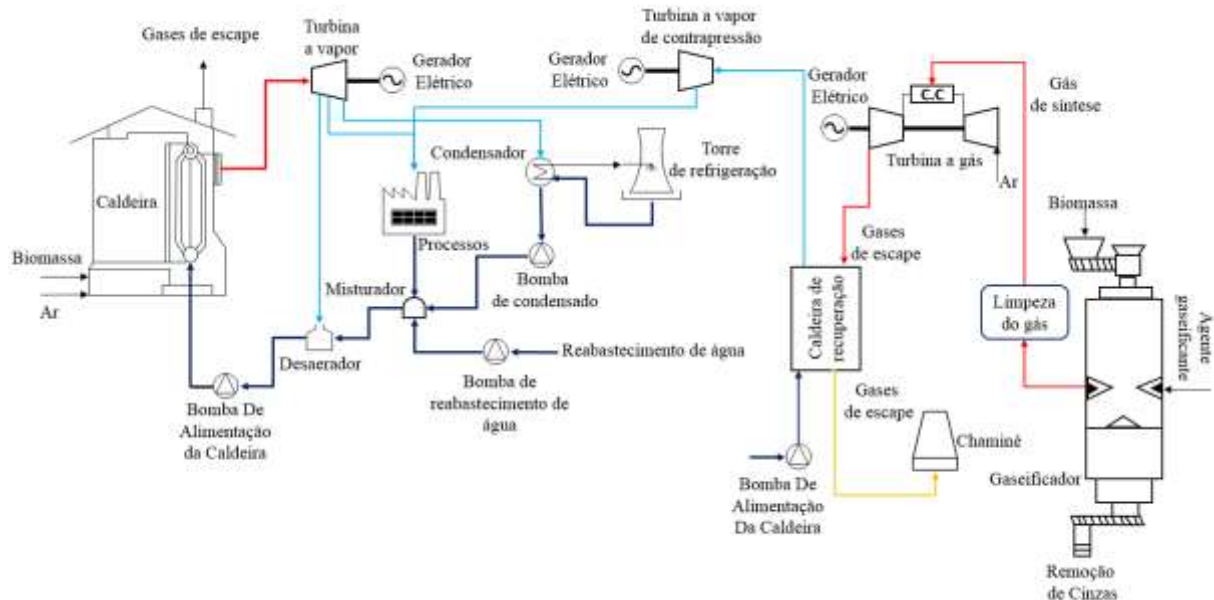 Gases de escape
Turbina
a vapor
Gerador
Elétrico
Turbina a vapor
de contrapressão
Gerador
Elétrico
Gerador
Elétrico
C.C
Gás
de síntese
Turbina a gás
Ar
Condensador
Torre
de refrigeração
Caldeira
Processos
Biomassa
Gases
de escape
Biomassa
Ar
Misturador
Bomba
de condensado
Caldeira de
recuperação
Limpeza
do gás
Agente
gaseificante
Desaerador
Reabastecimento de água
Bomba de
reabastecimento de
água
Bomba De
Alimentação
da Caldeira
Gases
de escape
Chaminé
Gaseificador
Bomba De
Alimentação
Da Caldeira
Remoção
de Cinzas